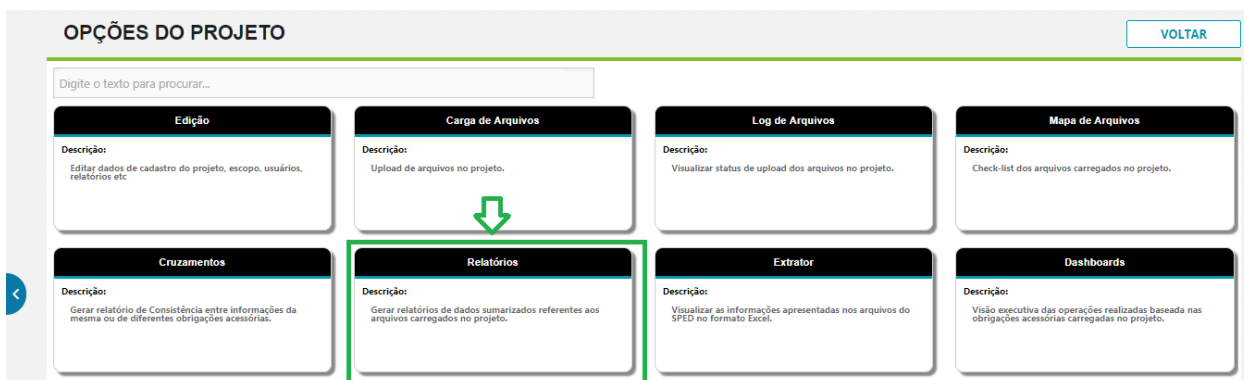 OPÇÕES DO PROJETO
VOLTAR
Digite o texto para procurar...
Edição
Descrição:
Editar dados de cadastro do projeto, escopo, usuários,
relatórios etc
Carga de Arquivos
Descrição:
Upload de arquivos no projeto.
Log de Arquivos
Descrição:
Visualizar status de upload dos arquivos no projeto.
Mapa de Arquivos
Descrição:
Check-list dos arquivos carregados no projeto.
Cruzamentos
Descrição:
Gerar relatório de Consistência entre informações da
mesma ou de diferentes obrigações acessórias.
Relatórios
Descrição:
Gerar relatórios de dados sumarizados referentes aos
arquivos carregados no projeto.
Extrator
Descrição:
Visualizar as informações apresentadas nos arquivos do
SPED no formato Excel.
Dashboards
Descrição:
Visão executiva das operações realizadas baseada nas
obrigações acessórias carregadas no projeto.